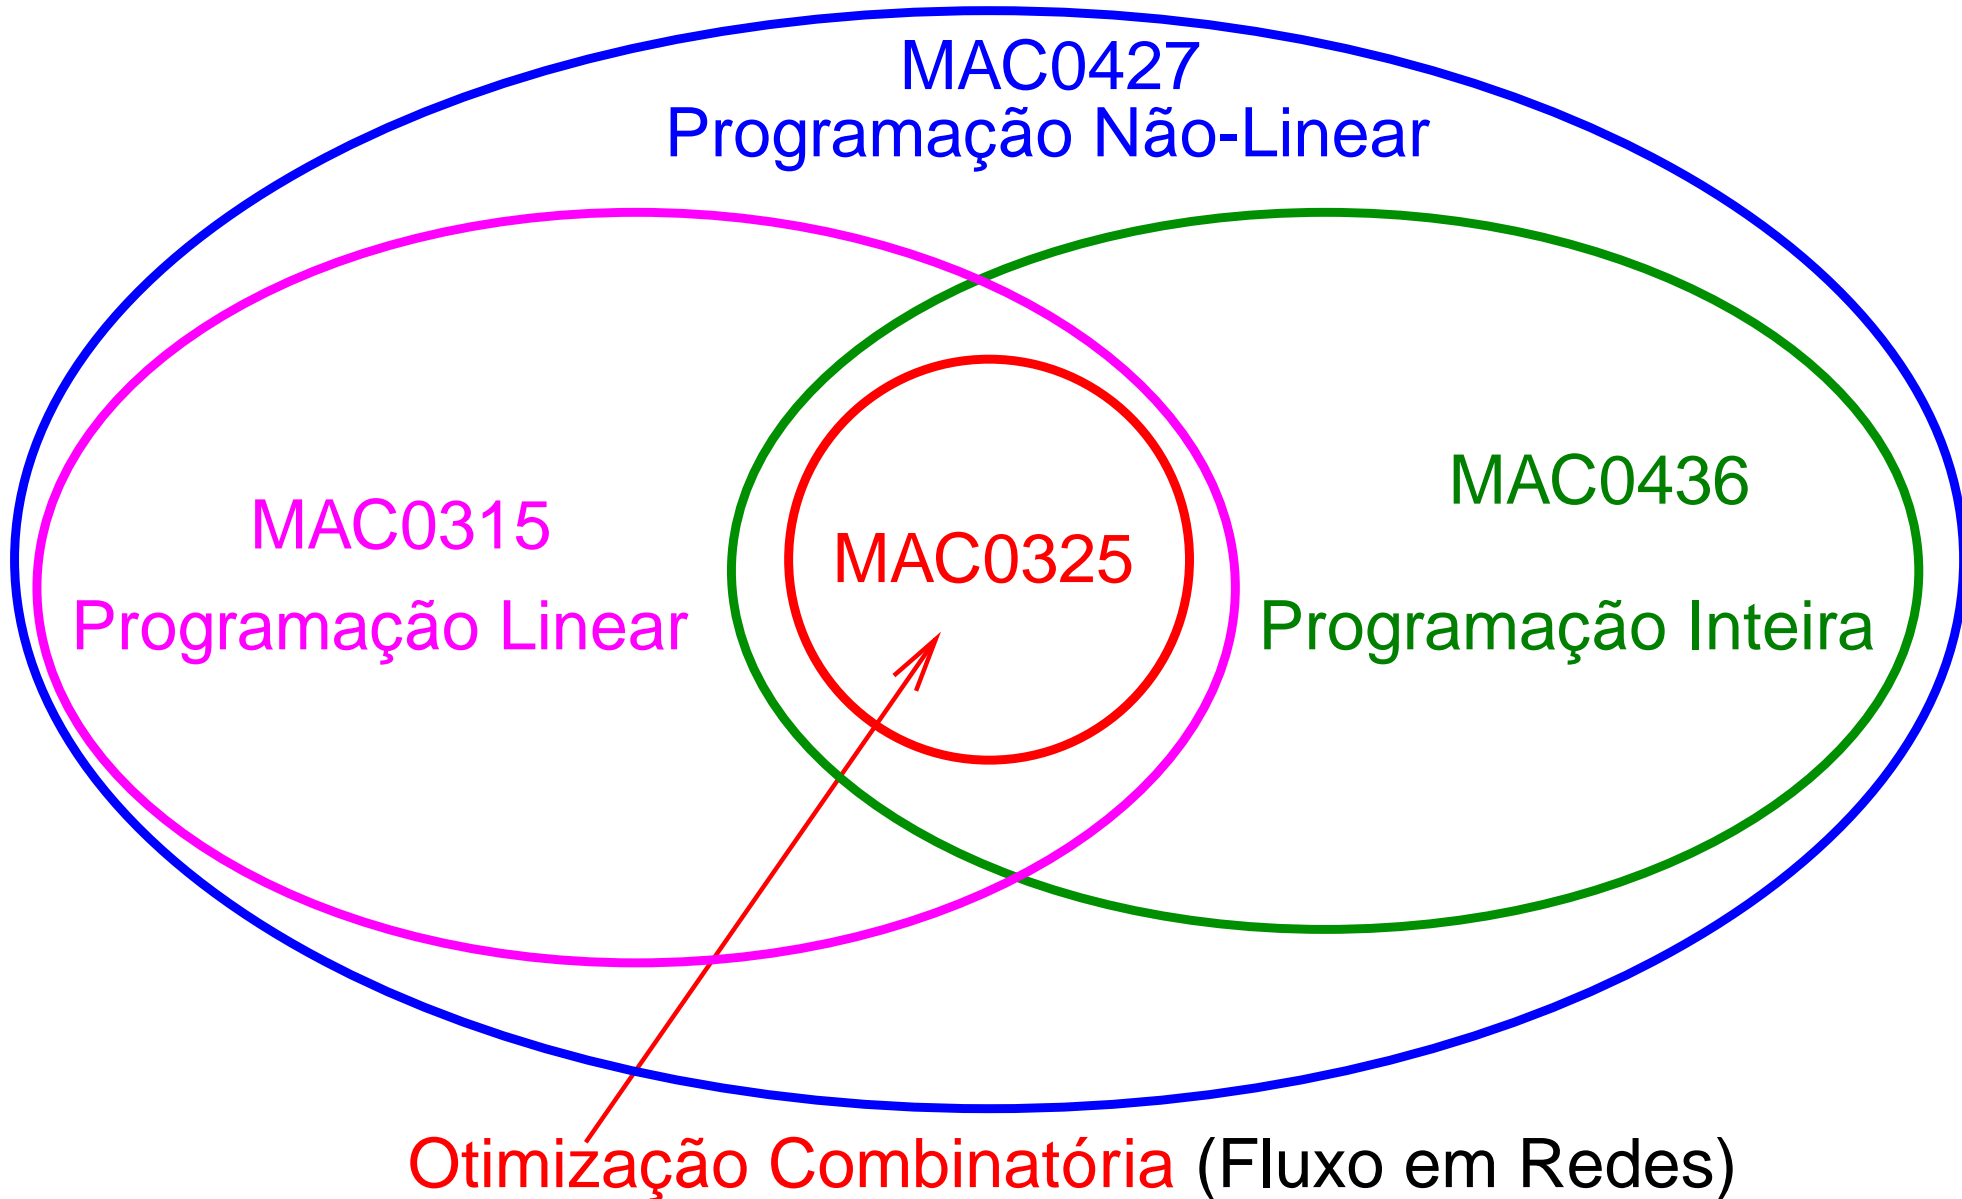 MAC0427
Programação Não-Linear
MAC0315
Programação Linear
MAC0325
MAC0436
Programação Inteira
Otimização Combinatória (Fluxo em Redes)